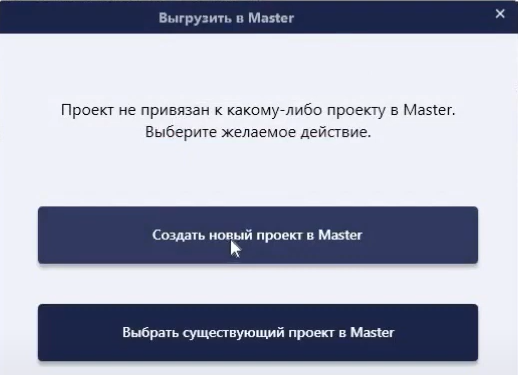 Выгрузить в Master
Проект не привязан к какому-либо проекту в Master.
Выберите желаемое действие.
Создать новый проект в Master
Выбрать существующий проект в Master